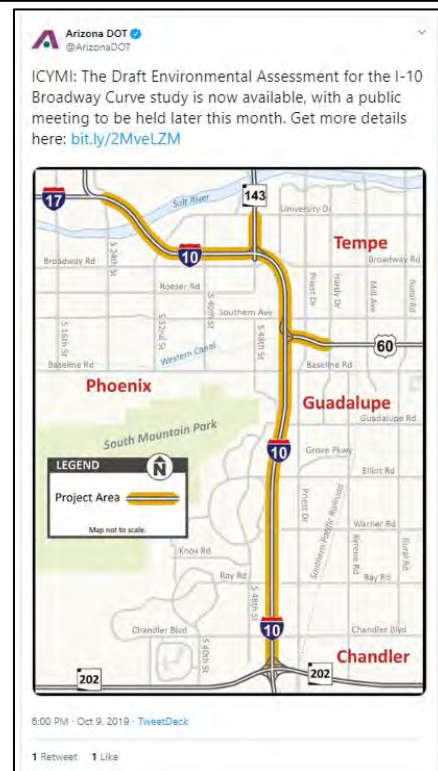 Arizona DOT
@ArizonaDOT
ICYMI: The Draft Environmental Assessment for the I-10
Broadway Curve study is now available, with a public
meeting to be held later this month. Get more details
here: bit.ly/2MveLZM
17
Salt River
143
University Dr
Tempe
10
Broadway Rd
Broadway Rd
S 24th St
Roeser Rd
S 40th St
Southern Ave
Priest Dr
Hardy Dr
Mill Ave
Rural Rd
S 16th St
S 32nd St
S 48th St
Western Canal
60
Baseline Rd
Baseline Rd
Phoenix
Guadalupe
Guadalupe Rd
South Mountain Park
10
Grove Pkwy
LEGEND
N
Elliot Rd
Project Area
Priest Dr
Southern Pacific Railroad
Map not to scale.
Warner Rd
Kyrene Rd
Rural Rd
Knox Rd
Ray Rd
Ray Rd
S 48th St
10
Chandler Blvd
Chandler Blvd
S 40th St
Chandler
202
202
6:00 PM · Oct 9, 2019 · TweetDeck
1 Retweet 1 Like